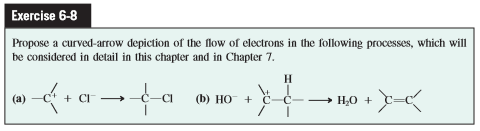 Exercise 6-8
Propose a curved-arrow depiction of the flow of electrons in the following processes, which will
be considered in detail in this chapter and in Chapter 7.
(a) —C⁺ + Cl⁻ ⟶ —C—Cl (b) HO⁻ + C⁺—C— ⟶ H₂O + C=C
H